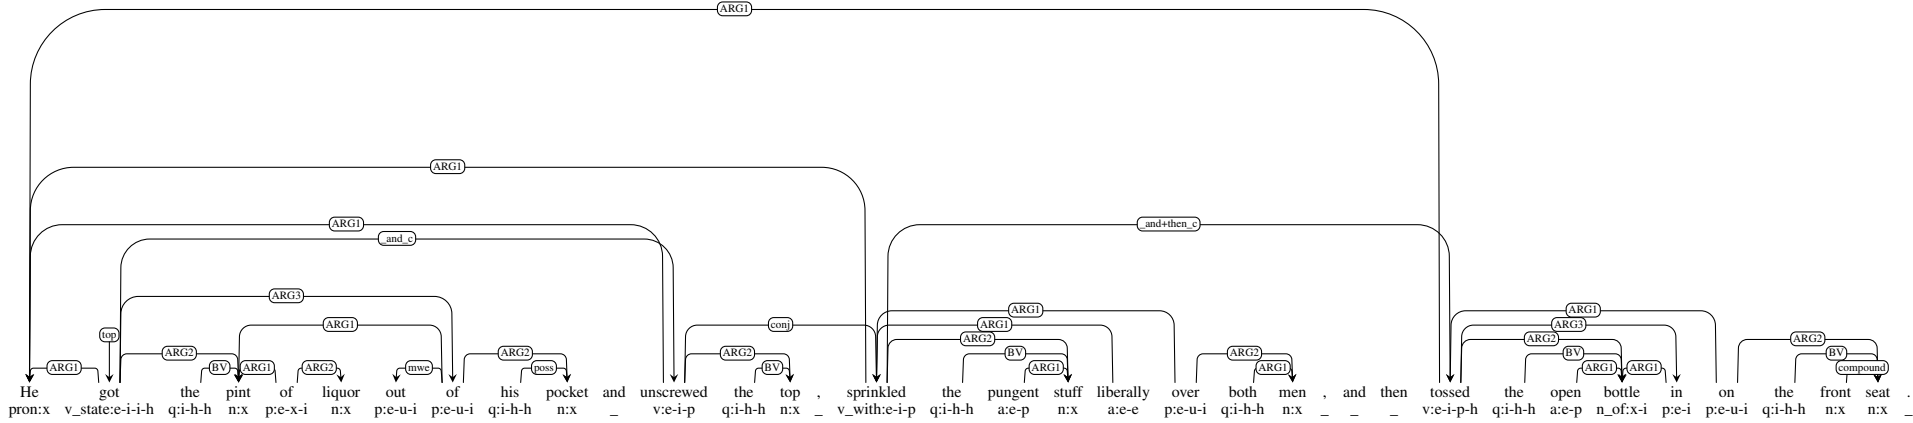 ARG1
ARG1
ARG1 _and+then_c
_and_c
ARG3 ARG1 ARG1
ARG1 conj ARG1 ARG3
top ARG2 ARG2 ARG2
ARG2 ARG2 BV ARG2 BV BV
ARG1 BV ARG1 ARG2 mwe poss BV ARG1 ARG1 ARG1 ARG1 compound
He got the pint of liquor out of his pocket and unscrewed the top , sprinkled the pungent stuff liberally over both men , and then tossed the open bottle in on the front seat .
pron:x v_state:e-i-i-h q:i-h-h n:x p:e-x-i n:x p:e-u-i p:e-u-i q:i-h-h n:x _ v:e-i-p q:i-h-h n:x _ v_with:e-i-p q:i-h-h a:e-p n:x a:e-e p:e-u-i q:i-h-h n:x _ _ _ v:e-i-p-h q:i-h-h a:e-p n_of:x-i p:e-i p:e-u-i q:i-h-h n:x n:x _